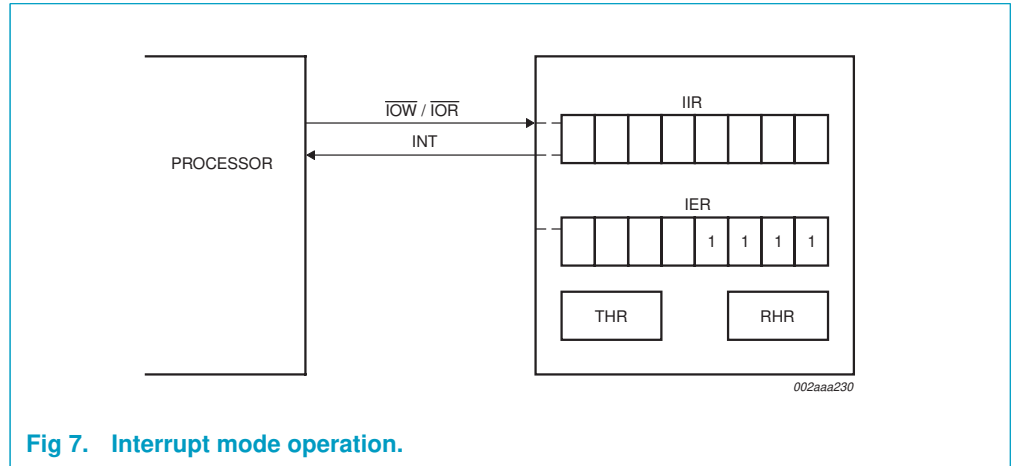 IIR
IOW / IOR
INT
PROCESSOR
IER
1 1 1 1
THR RHR
002aaa230
Fig 7. Interrupt mode operation.